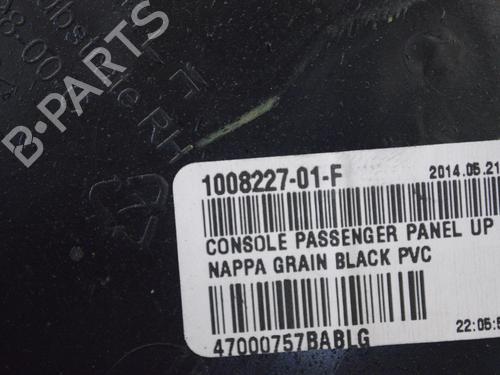 B-PARTS
RH
1008227-01-F
2014.05.21
CONSOLE PASSENGER PANEL UP
NAPPA GRAIN BLACK PVC
47000757BABLG
22:05:5